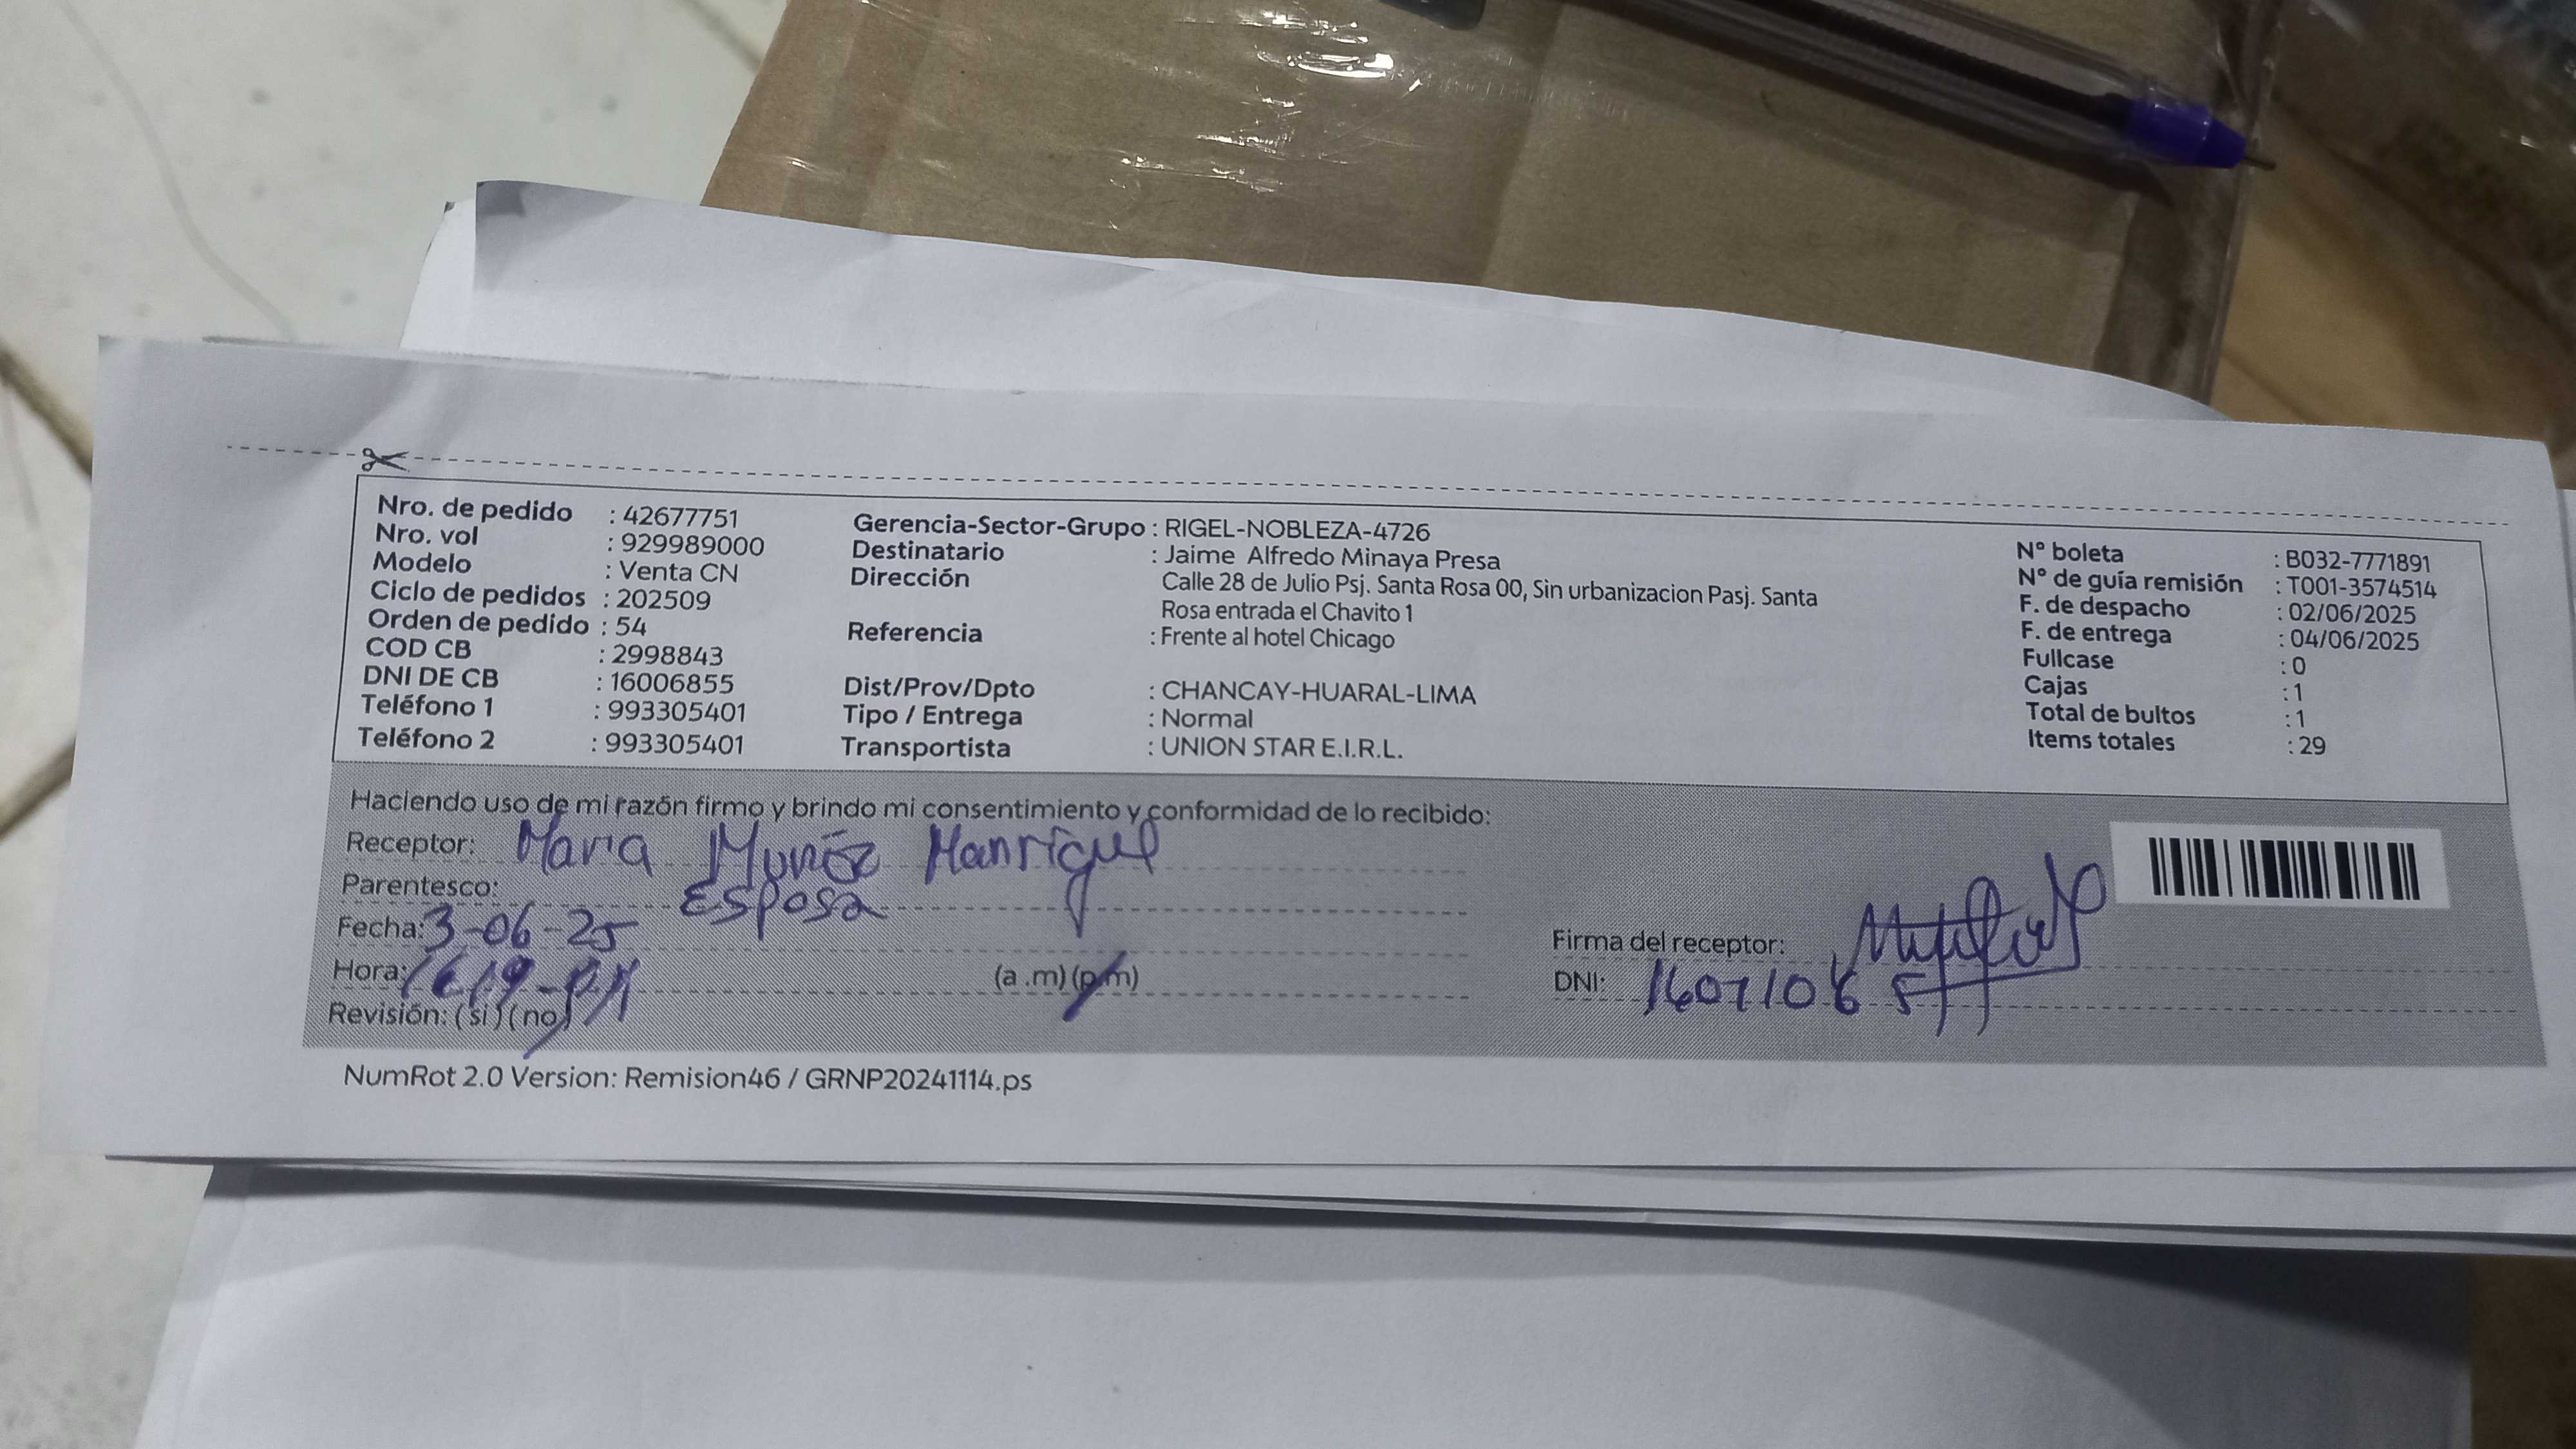 Nro. de pedido : 42677751
Nro. vol : 929989000
Modelo : Venta CN
Ciclo de pedidos : 202509
Orden de pedido : 54
COD CB : 2998843
DNI DE CB : 16006855
Teléfono 1 : 993305401
Teléfono 2 : 993305401
Gerencia-Sector-Grupo : RIGEL-NOBLEZA-4726
Destinatario : Jaime Alfredo Minaya Presa
Dirección Calle 28 de Julio Psj. Santa Rosa 00, Sin urbanizacion Pasj. Santa
Rosa entrada el Chavito 1
Referencia : Frente al hotel Chicago
Dist/Prov/Dpto : CHANCAY-HUARAL-LIMA
Tipo / Entrega : Normal
Transportista : UNION STAR E.I.R.L.
N° boleta : B032-7771891
N° de guía remisión : T001-3574514
F. de despacho : 02/06/2025
F. de entrega : 04/06/2025
Fullcase : 0
Cajas : 1
Total de bultos : 1
Items totales : 29
Haciendo uso de mi razón firmo y brindo mi consentimiento y conformidad de lo recibido:
Receptor: Maria Muñoz Manrique
Parentesco: Esposa
Fecha: 3-06-25
Hora: (a .m) (p.m)
Revisión: (si) (no)
Firma del receptor:
DNI: 16071065
NumRot 2.0 Version: Remision46 / GRNP20241114.ps